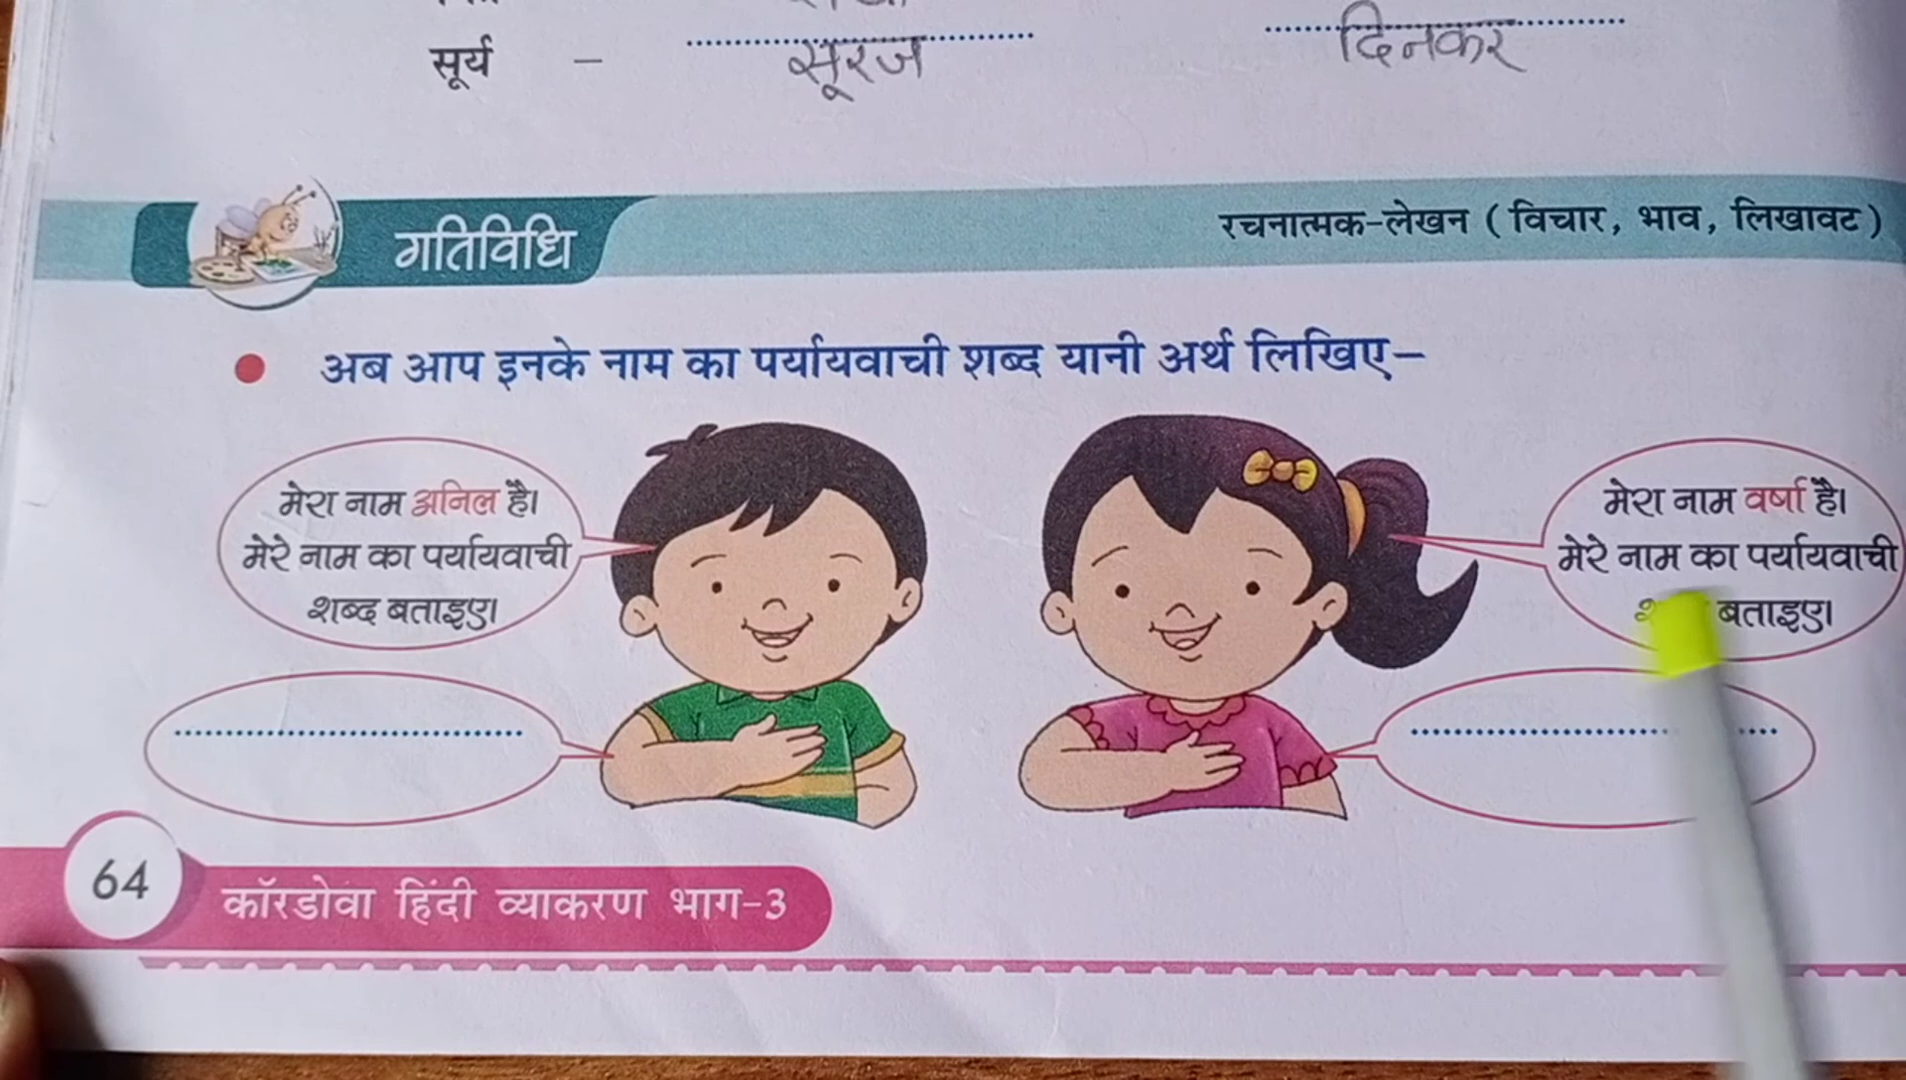 सूर्य - सूरज दिनकर
गतिविधि
रचनात्मक-लेखन ( विचार, भाव, लिखावट )
अब आप इनके नाम का पर्यायवाची शब्द यानी अर्थ लिखिए-
मेरा नाम अनिल है।
मेरे नाम का पर्यायवाची
शब्द बताइए।
मेरा नाम वर्षा है।
मेरे नाम का पर्यायवाची
बताइए।
64
कॉरडोवा हिंदी व्याकरण भाग-3